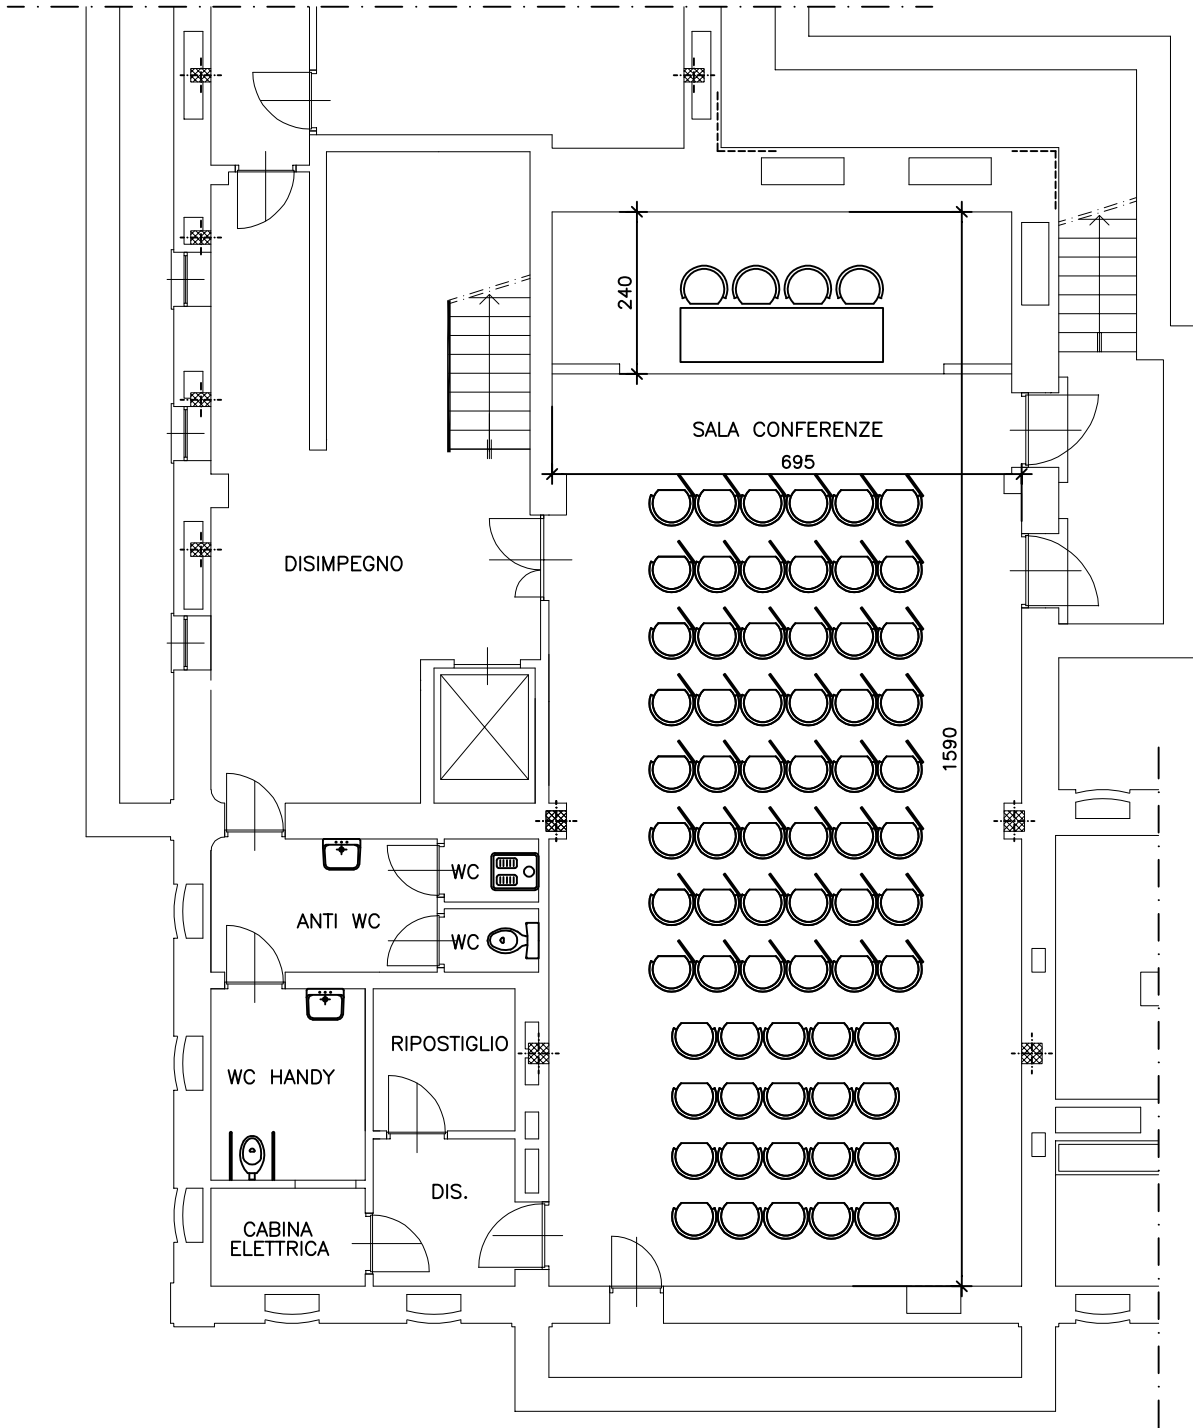 240
SALA CONFERENZE
695
DISIMPEGNO
1590
WC
ANTI WC
WC
RIPOSTIGLIO
WC HANDY
DIS.
CABINA
ELETTRICA